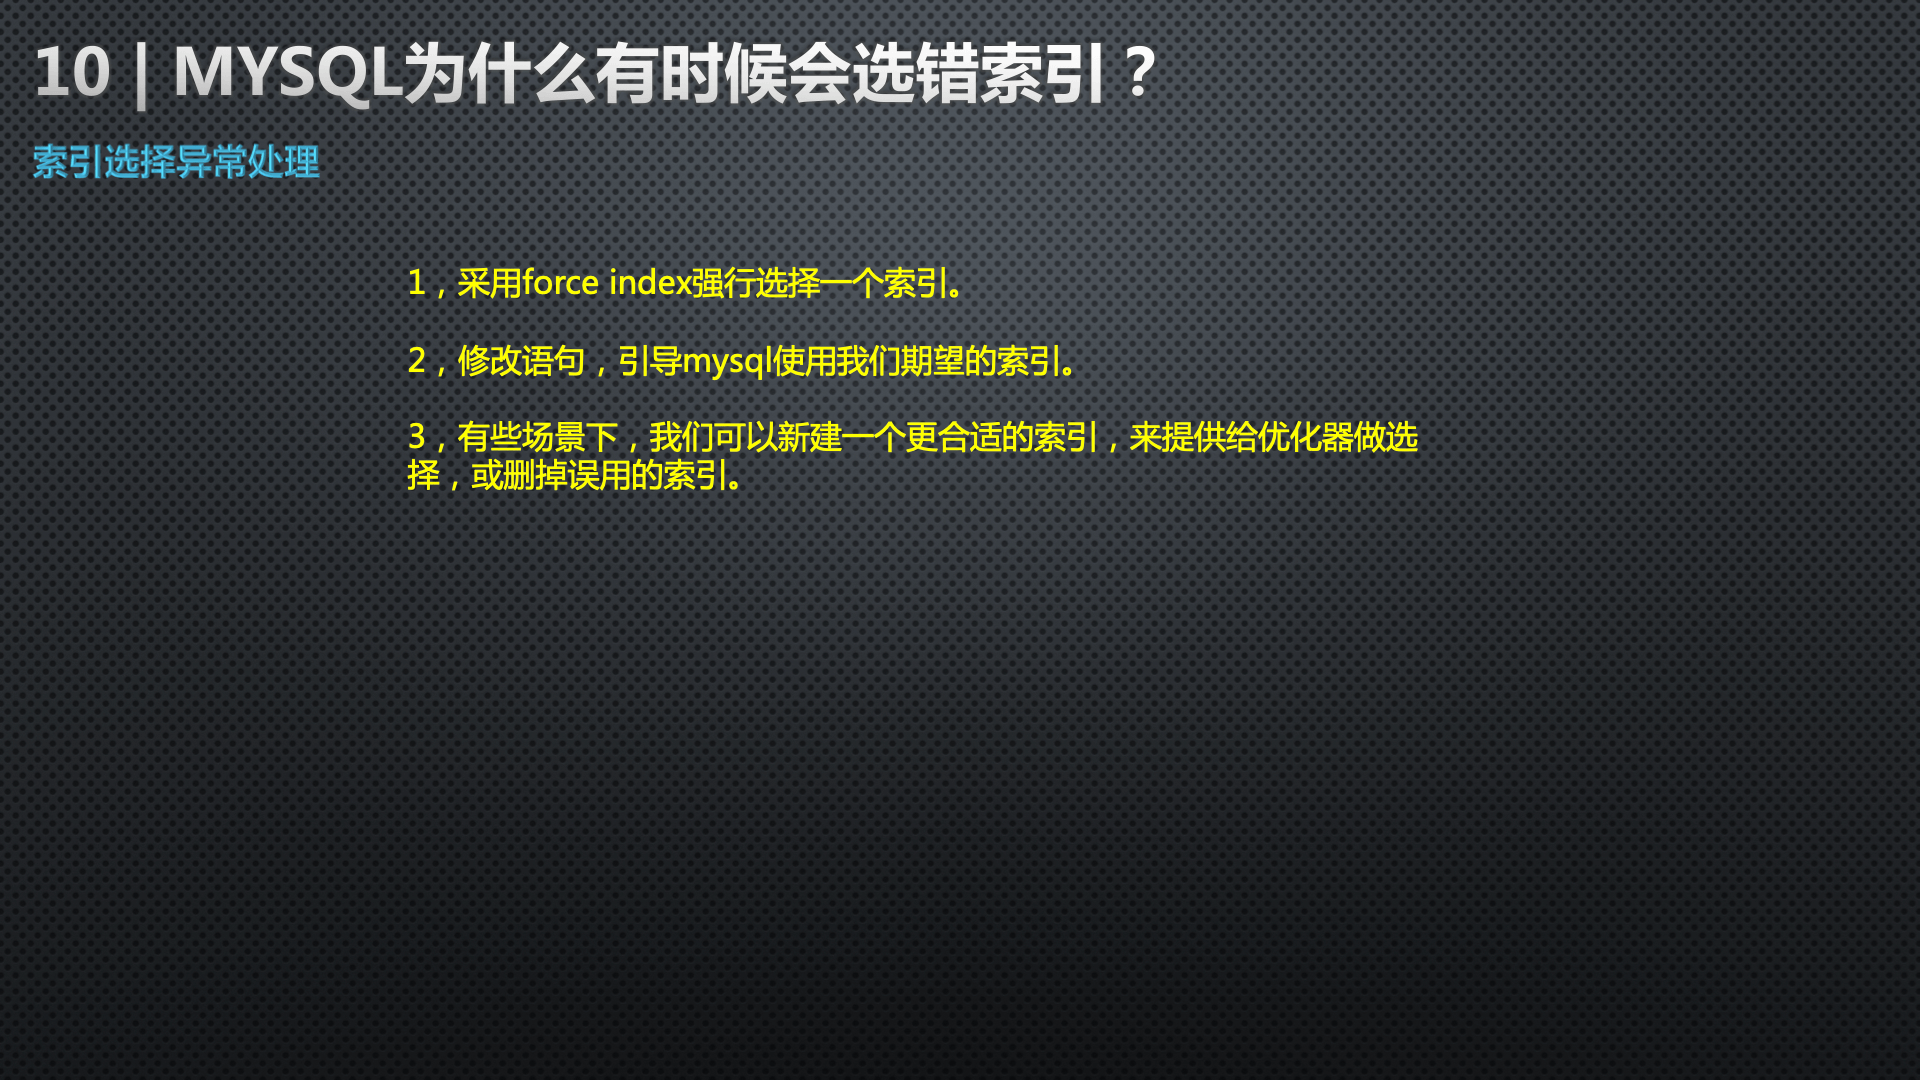 10 | MYSQL为什么有时候会选错索引？
索引选择异常处理
1，采用force index强行选择一个索引。
2，修改语句，引导mysql使用我们期望的索引。
3，有些场景下，我们可以新建一个更合适的索引，来提供给优化器做选
择，或删掉误用的索引。